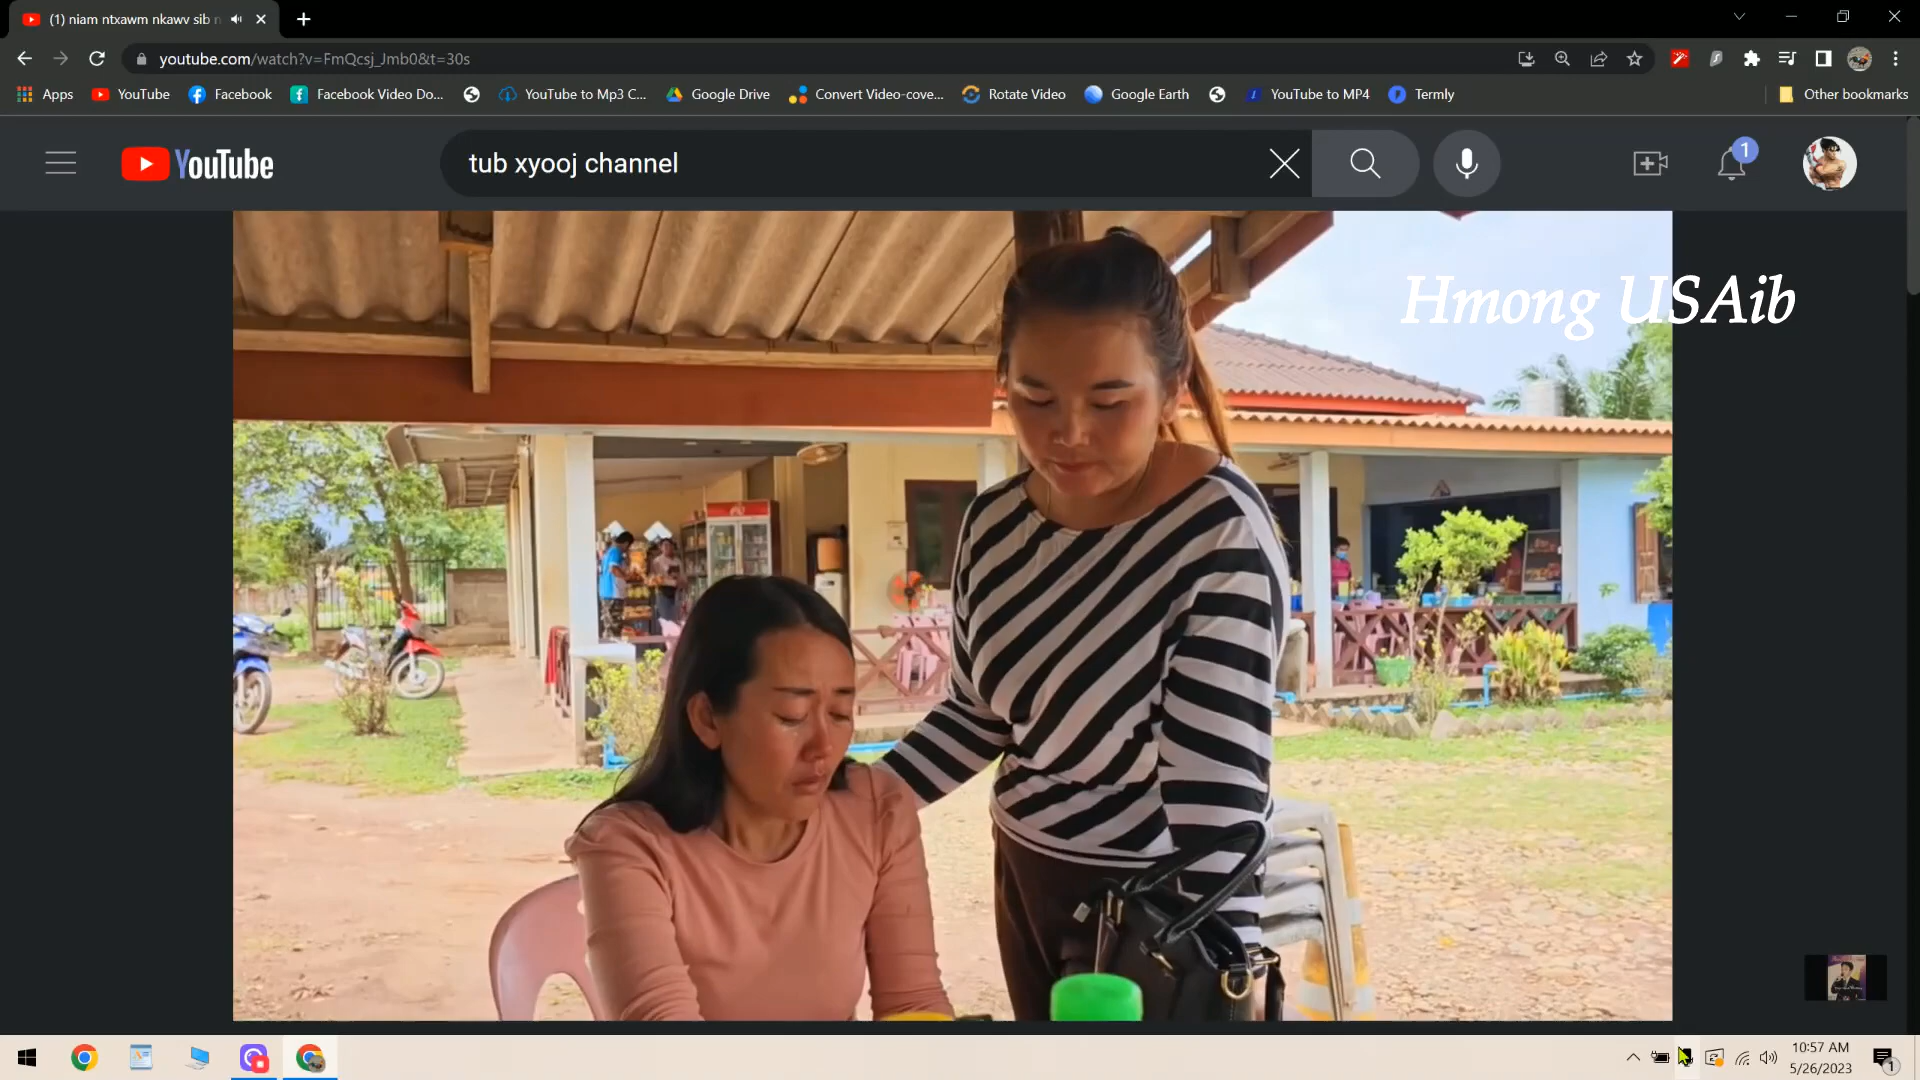 (1) niam ntxawm nkawv sib n
youtube.com/watch?v=FmQcsj_Jmb0&t=30s
Apps YouTube Facebook Facebook Video Do... YouTube to Mp3 C... Google Drive Convert Video-cove... Rotate Video Google Earth YouTube to MP4 Termly Other bookmarks
YouTube tub xyooj channel 1
Hmong USAib
10:57 AM
5/26/2023
1